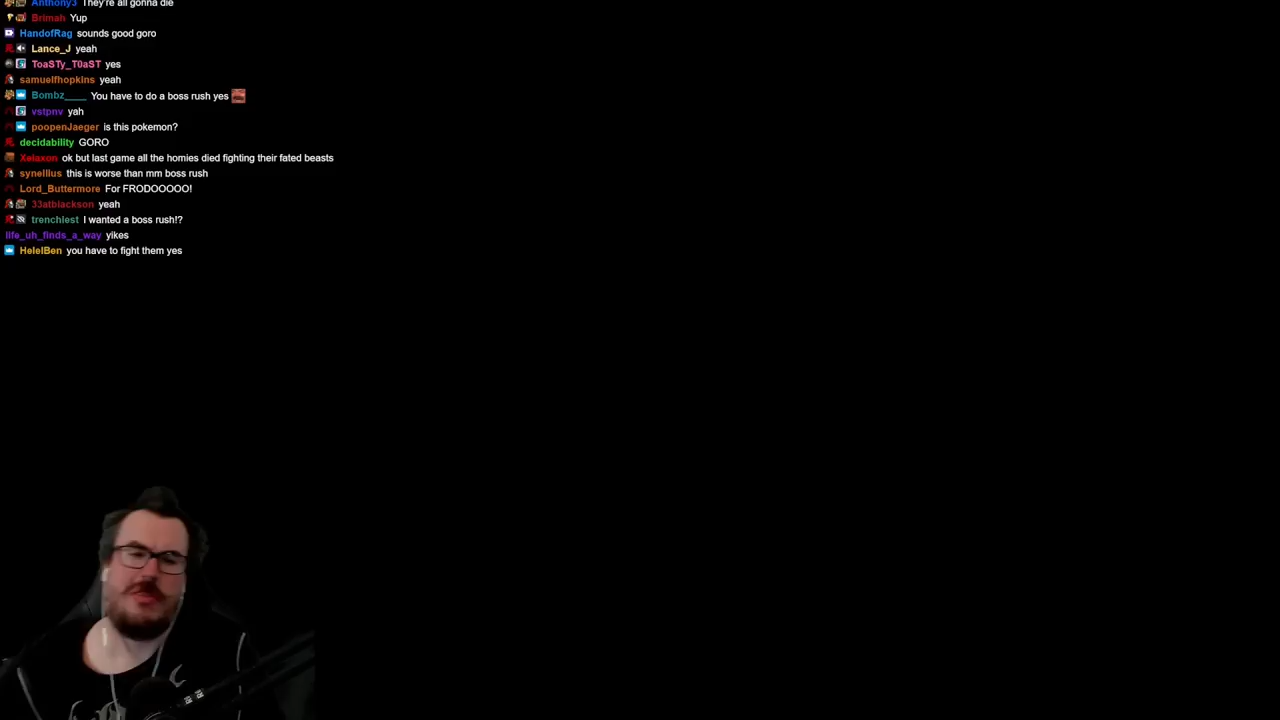 Anthony3 They're all gonna die
Brimah Yup
HandofRag sounds good goro
Lance_J yeah
ToaSTy_T0aST yes
samuelfhopkins yeah
Bombz____ You have to do a boss rush yes
vstpnv yah
poopenJaeger is this pokemon?
decidability GORO
Xelaxon ok but last game all the homies died fighting their fated beasts
synellius this is worse than mm boss rush
Lord_Buttermore For FRODOOOOO!
33atblackson yeah
trenchiest I wanted a boss rush!?
life_uh_finds_a_way yikes
HelelBen you have to fight them yes